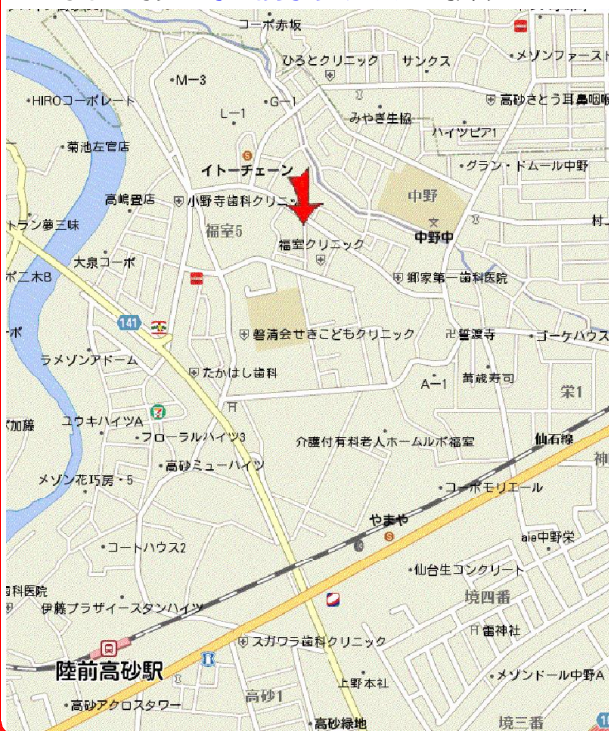 コーポ赤坂
ひろとクリニック
サンクス
メゾンファースト
M-3
HIROコーポレート
G-1
高砂さとう耳鼻咽喉
L-1
みやぎ生協
ハイツピア1
菊池左官店
イトーチェーン
グラン・ドムール中野
高嶋畳店
小野寺歯科クリニ
中野
トラン夢三味
福室5
中野中
村上
福室クリニック
大泉コーポ
ポ二木B
郷家第一歯科医院
141
磐清会せきこどもクリニック
誓渡寺
ゴーケハウス
ラメゾンアドーム
たかはし歯科
A-1
萬歳寿司
栄1
加藤
ユウキハイツA
フローラルハイツ3
介護付有料老人ホームルポ福室
仙石線
高砂ミューハイツ
神
メゾン花巧房・5
コーポモリエール
やまや
コートハウス2
aie中野栄
仙台生コンクリート
歯科医院
境四番
伊藤プラザイースタンハイツ
雷神社
スガワラ歯科クリニック
陸前高砂駅
上野本社
メゾンドール中野A
高砂1
高砂アクロスタワー
高砂緑地
境三番